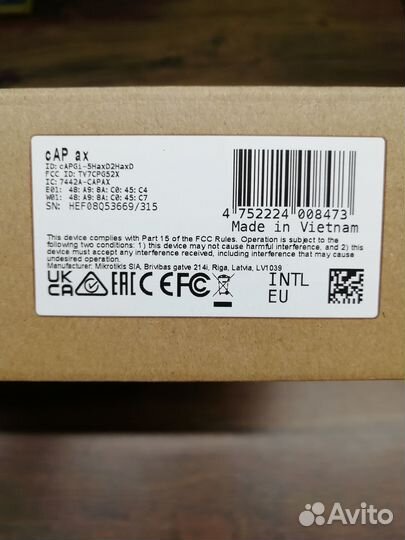 cAP ax
ID: cAPGi-5HaxD2HaxD
FCC ID: TV7CPG52X
IC: 7442A-CAPAX
E01: 48: A9: 8A: C0: 45: C4
W01: 48: A9: 8A: C0: 45: C7
SN: HEF08Q53669/315
4 752224 008473
Made in Vietnam
This device complies with Part 15 of the FCC Rules. Operation is subject to the
following two conditions: 1) this device may not cause harmful interference, and 2) this device
must accept any interference received, including interference that may cause undesired operation.
Manufacturer: Mikrotikls SIA, Brivibas gatve 214i, Riga, Latvia, LV1039
UK CA EAC CE FC INTL
EU
Avito